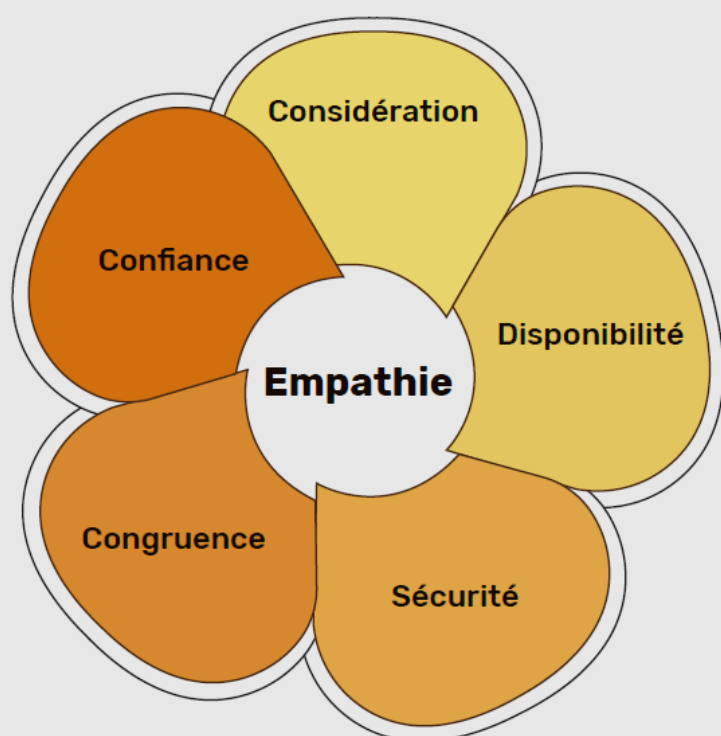 Considération
Confiance
Disponibilité
Empathie
Congruence
Sécurité